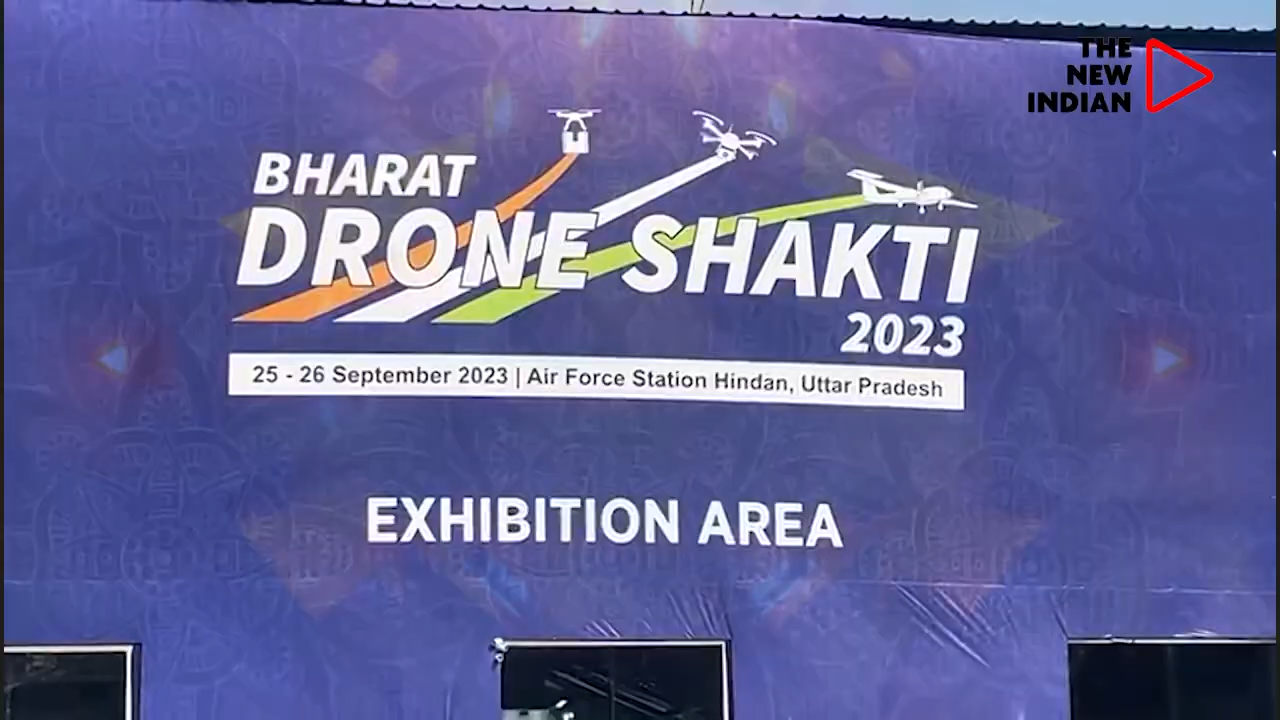 THE
NEW
INDIAN
BHARAT
DRONE SHAKTI
2023
25 - 26 September 2023 | Air Force Station Hindan, Uttar Pradesh
EXHIBITION AREA